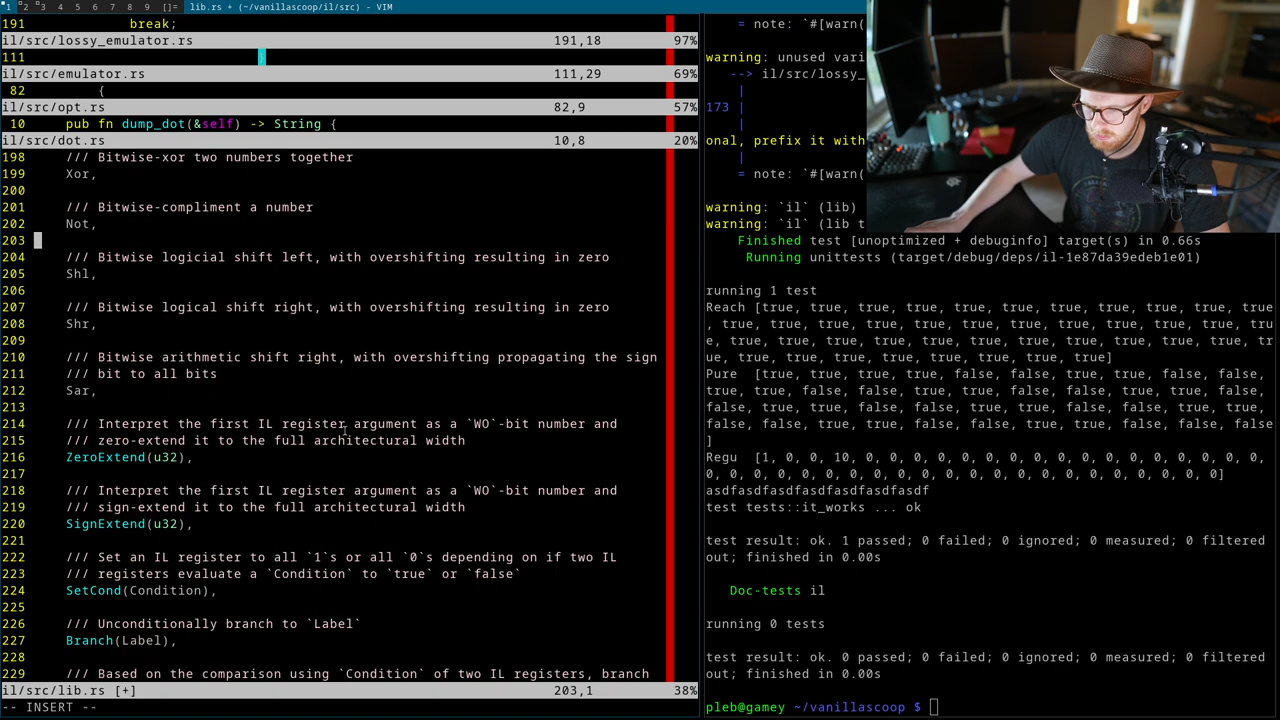 1 2 3 4 5 6 7 8 9 []= lib.rs + (~/vanillascoop/il/src) - VIM
191 break;
il/src/lossy_emulator.rs 191,18 97%
111 }
il/src/emulator.rs 111,29 69%
82 {
il/src/opt.rs 82,9 57%
10 pub fn dump_dot(&self) -> String {
il/src/dot.rs 10,8 20%
198 /// Bitwise-xor two numbers together
199 Xor,
200
201 /// Bitwise-compliment a number
202 Not,
203
204 /// Bitwise logicial shift left, with overshifting resulting in zero
205 Shl,
206
207 /// Bitwise logical shift right, with overshifting resulting in zero
208 Shr,
209
210 /// Bitwise arithmetic shift right, with overshifting propagating the sign
211 /// bit to all bits
212 Sar,
213
214 /// Interpret the first IL register argument as a `WO`-bit number and
215 /// zero-extend it to the full architectural width
216 ZeroExtend(u32),
217
218 /// Interpret the first IL register argument as a `WO`-bit number and
219 /// sign-extend it to the full architectural width
220 SignExtend(u32),
221
222 /// Set an IL register to all `1`s or all `0`s depending on if two IL
223 /// registers evaluate a `Condition` to `true` or `false`
224 SetCond(Condition),
225
226 /// Unconditionally branch to `Label`
227 Branch(Label),
228
229 /// Based on the comparison using `Condition` of two IL registers, branch
il/src/lib.rs [+] 203,1 38%
-- INSERT --
= note: `#[warn(
warning: unused vari
--> il/src/lossy_
|
173 |
|
onal, prefix it with
|
= note: `#[warn(
warning: `il` (lib)
warning: `il` (lib t
Finished test [unoptimized + debuginfo] target(s) in 0.66s
Running unittests (target/debug/deps/il-1e87da39edeb1e01)
running 1 test
Reach [true, true, true, true, true, true, true, true, true, true, true
, true, true, true, true, true, true, true, true, true, true, true, tru
e, true, true, true, true, true, true, true, true, true, true, true, tr
ue, true, true, true, true, true, true]
Pure  [true, true, true, true, false, false, true, true, false, false,
true, true, false, false, true, true, false, false, true, true, false,
false, true, true, false, false, true, true, false, false, true, true,
false, false, true, true, false, false, true, true, false, false, false
]
Regu  [1, 0, 0, 10, 0, 0, 0, 0, 0, 0, 0, 0, 0, 0, 0, 0, 0, 0, 0, 0, 0,
0, 0, 0, 0, 0, 0, 0, 0, 0, 0, 0, 0, 0, 0, 0, 0, 0, 0, 0, 0, 0, 0]
asdfasdfasdfasdfasdfasdfasdf
test tests::it_works ... ok
test result: ok. 1 passed; 0 failed; 0 ignored; 0 measured; 0 filtered
out; finished in 0.00s
Doc-tests il
running 0 tests
test result: ok. 0 passed; 0 failed; 0 ignored; 0 measured; 0 filtered
out; finished in 0.00s
pleb@gamey ~/vanillascoop $